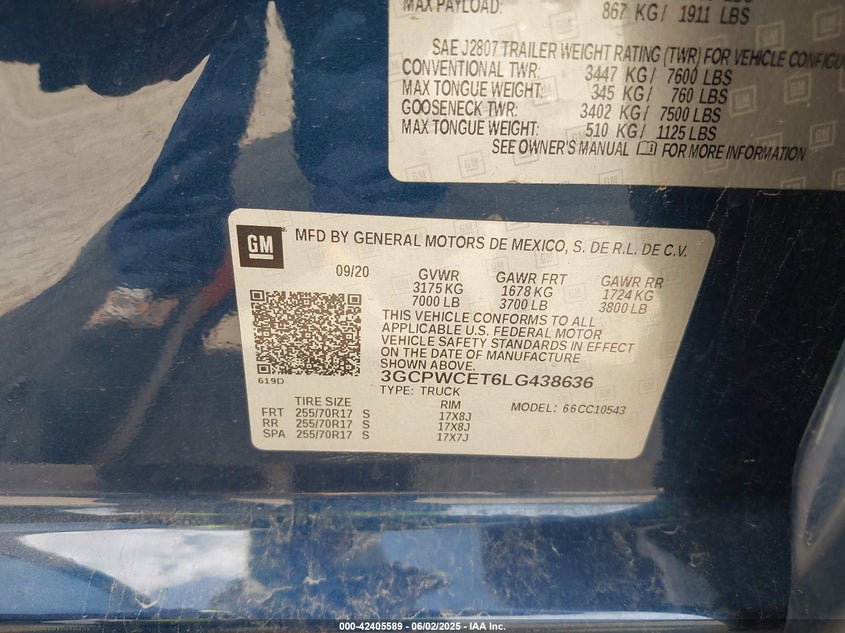 MAX PAYLOAD: 867 KG/ 1911 LBS
SAE J2807 TRAILER WEIGHT RATING (TWR) FOR VEHICLE
CONVENTIONAL TWR: 3447 KG/ 7600 LBS
MAX TONGUE WEIGHT: 345 KG/ 760 LBS
GOOSENECK TWR: 3402 KG/ 7500 LBS
MAX TONGUE WEIGHT: 510 KG/ 1125 LBS
SEE OWNER'S MANUAL FOR MORE INFORMATION
GM
MFD BY GENERAL MOTORS DE MEXICO, S. DE R.L. DE C.V.
09/20 GVWR GAWR FRT GAWR RR
3175 KG 1678 KG 1724 KG
7000 LB 3700 LB 3800 LB
THIS VEHICLE CONFORMS TO ALL
APPLICABLE U.S. FEDERAL MOTOR
VEHICLE SAFETY STANDARDS IN EFFECT
ON THE DATE OF MANUFACTURE
SHOWN ABOVE.
619D
3GCPWCET6LG438636
TYPE: TRUCK
TIRE SIZE RIM MODEL: 66CC10543
FRT 255/70R17 S 17X8J
RR 255/70R17 S 17X8J
SPA 255/70R17 S 17X7J
000-42405589 - 06/02/2025 - IAA Inc.